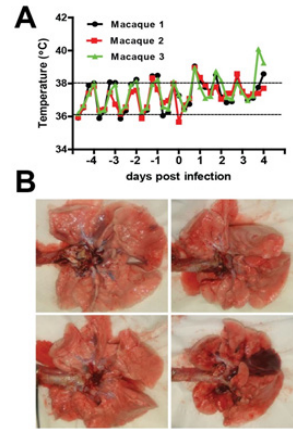 A
Macaque 1
Macaque 2
Macaque 3
Temperature (°C)
42
40
38
36
34
-4 -3 -2 -1 0 1 2 3 4
days post infection
B